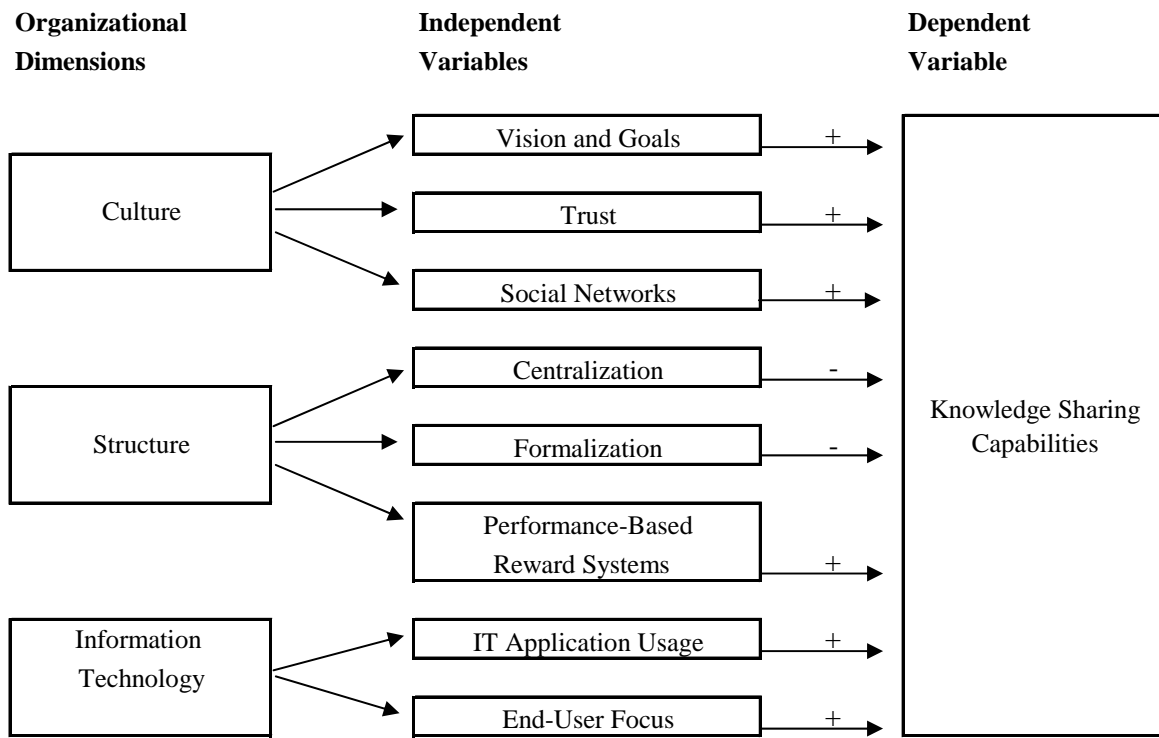 Organizational
Dimensions
Independent
Variables
Dependent
Variable
Culture
Vision and Goals
+
Trust
+
Social Networks
+
Structure
Centralization
-
Formalization
-
Performance-Based
Reward Systems
+
Information
Technology
IT Application Usage
+
End-User Focus
+
Knowledge Sharing
Capabilities